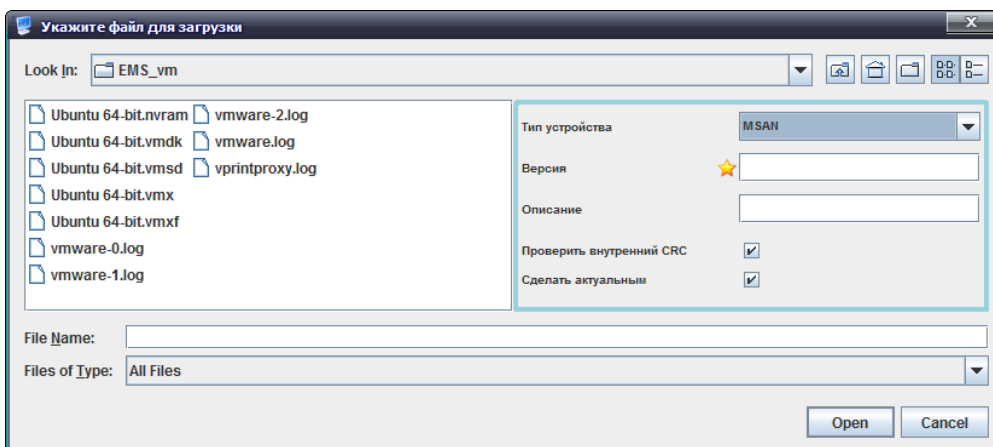 Укажите файл для загрузки
Look In: EMS_vm
Ubuntu 64-bit.nvram vmware-2.log
Ubuntu 64-bit.vmdk vmware.log
Ubuntu 64-bit.vmsd vprintproxy.log
Ubuntu 64-bit.vmx
Ubuntu 64-bit.vmxf
vmware-0.log
vmware-1.log
Тип устройства MSAN
Версия
Описание
Проверить внутренний CRC
Сделать актуальным
File Name:
Files of Type: All Files
Open Cancel